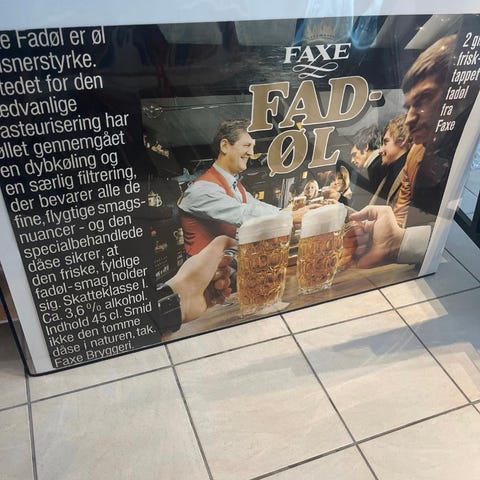 e Fadøl er øl
lsnerstyrke.
tedet for den
edvanlige
asteurisering har
øllet gennemgået
en dybkøling og
en særlig filtrering,
der bevarer alle de
fine, flygtige smags-
nuancer - og den
specialbehandlede
dåse sikrer, at
den friske, fyldige
fadøl-smag holder
sig. Skatteklasse I.
Ca. 3,6% alkohol.
Indhold 45 cl. Smid
ikke den tomme
dåse i naturen, tak.
Faxe Bryggeri.
FAXE
FAD-
ØL
2 gr
frisk-
tappet
fadøl
fra
Faxe